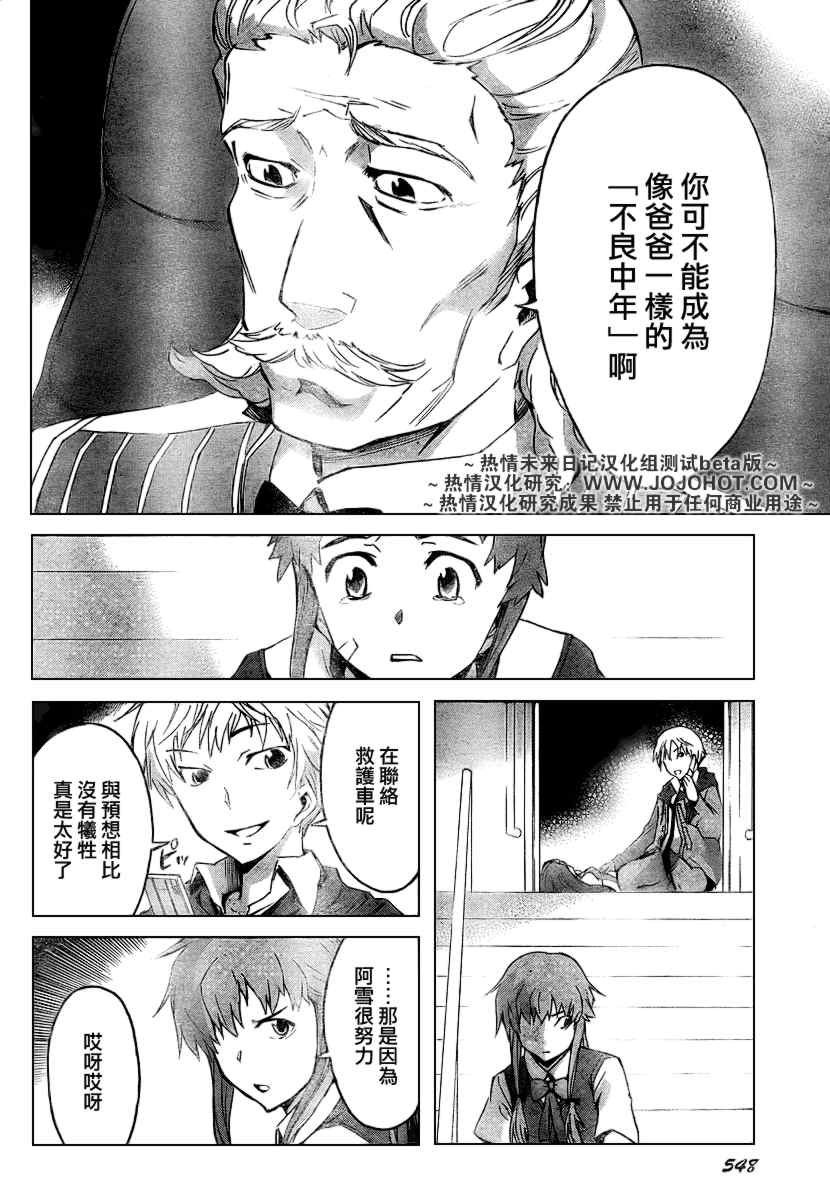 你可不能成為
像爸爸一樣的
「不良中年」啊
~热情未来日记汉化组测试beta版~
~热情汉化研究：WWW.JOJOHOT.COM~
~热情汉化研究成果 禁止用于任何商业用途~
在聯絡
救護車呢
ピッ
與預想相比
沒有犧牲
真是太好了
……那是因為
阿雪很努力
哎呀哎呀
548